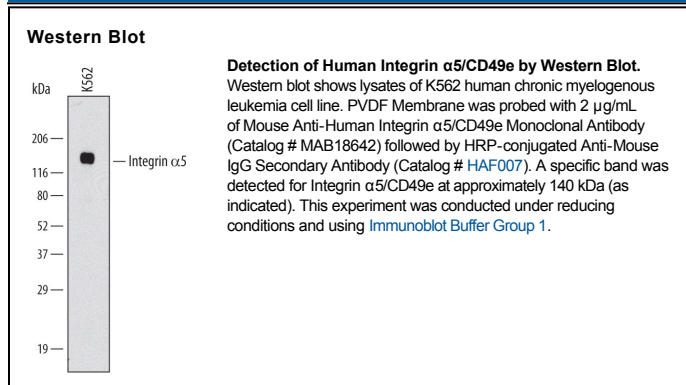 Western Blot
kDa
K562
206
116
80
52
37
29
19
Integrin α5
Detection of Human Integrin α5/CD49e by Western Blot.
Western blot shows lysates of K562 human chronic myelogenous
leukemia cell line. PVDF Membrane was probed with 2 µg/mL
of Mouse Anti-Human Integrin α5/CD49e Monoclonal Antibody
(Catalog # MAB18642) followed by HRP-conjugated Anti-Mouse
IgG Secondary Antibody (Catalog # HAF007). A specific band was
detected for Integrin α5/CD49e at approximately 140 kDa (as
indicated). This experiment was conducted under reducing
conditions and using Immunoblot Buffer Group 1.